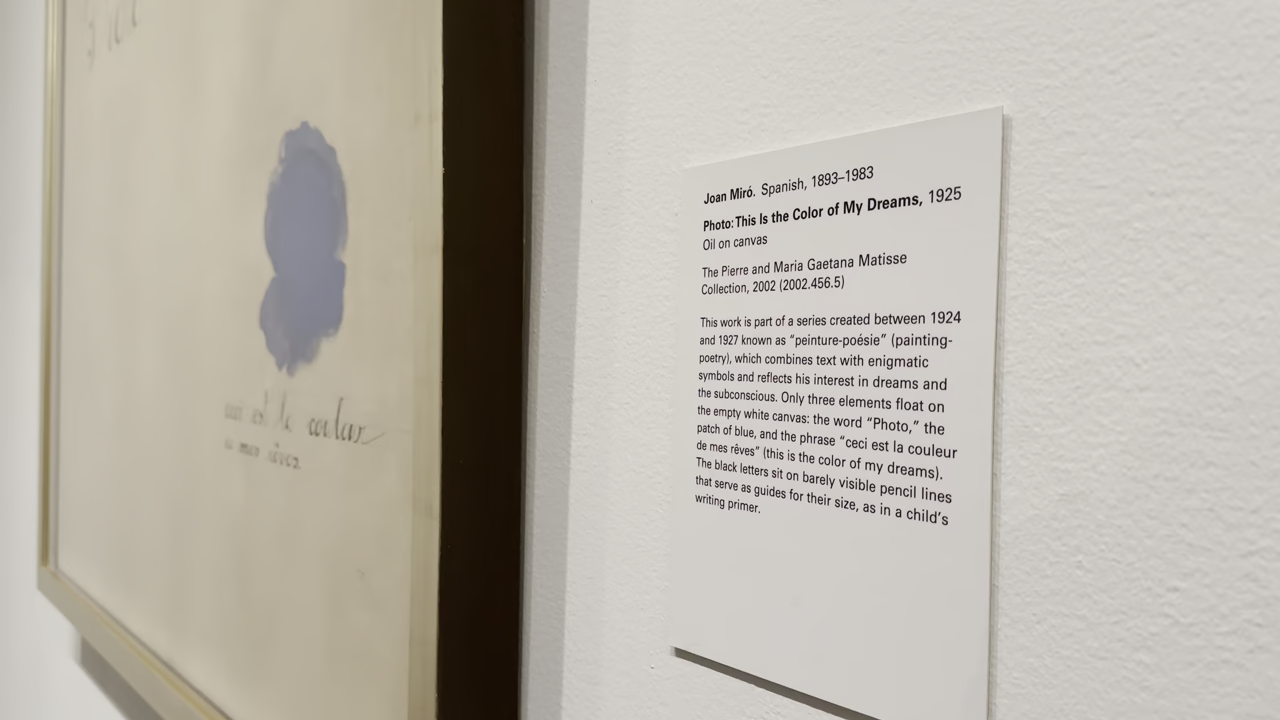 ceci est la couleur
de mes rêves.
Joan Miró. Spanish, 1893–1983
Photo: This Is the Color of My Dreams, 1925
Oil on canvas
The Pierre and Maria Gaetana Matisse
Collection, 2002 (2002.456.5)
This work is part of a series created between 1924
and 1927 known as “peinture-poésie” (painting-
poetry), which combines text with enigmatic
symbols and reflects his interest in dreams and
the subconscious. Only three elements float on
the empty white canvas: the word “Photo,” the
patch of blue, and the phrase “ceci est la couleur
de mes rêves” (this is the color of my dreams).
The black letters sit on barely visible pencil lines
that serve as guides for their size, as in a child’s
writing primer.